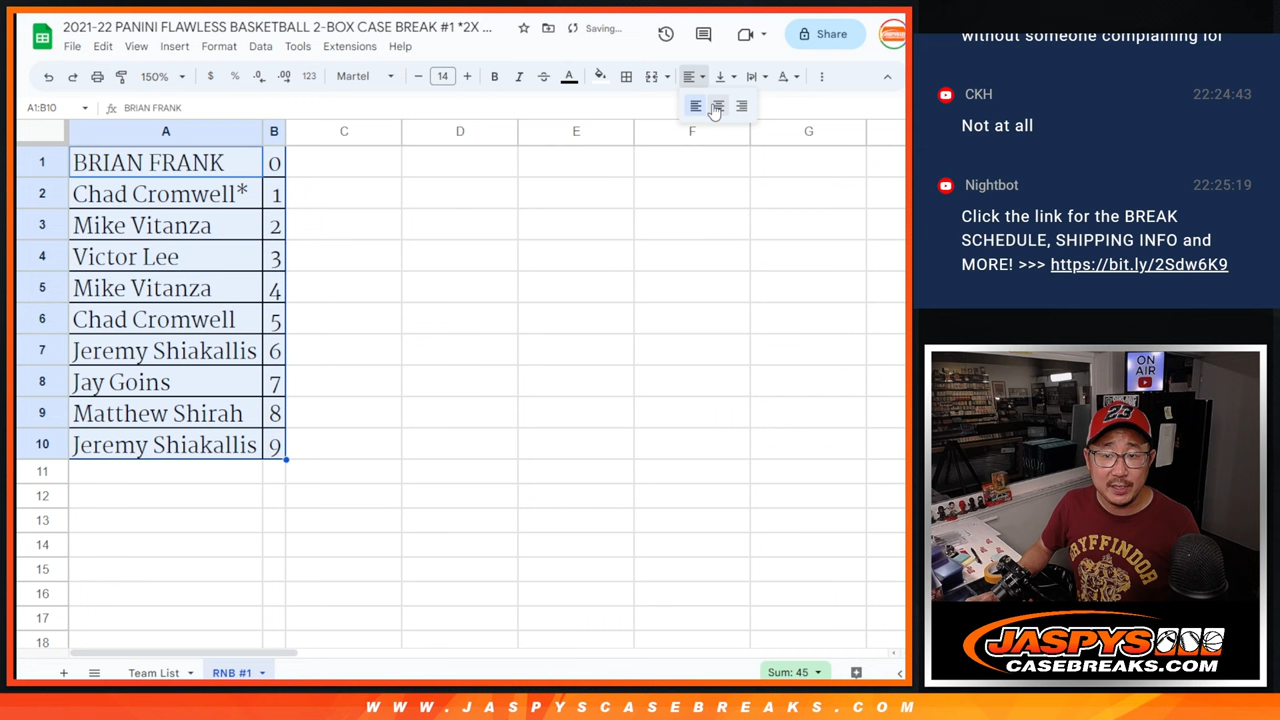 2021-22 PANINI FLAWLESS BASKETBALL 2-BOX CASE BREAK #1 *2X ...
Saving...
Share
File Edit View Insert Format Data Tools Extensions Help
150% $ % .0 .00 123 Martel 14 B I A
A1:B10 fx BRIAN FRANK
A B C D E F G
1 BRIAN FRANK 0
2 Chad Cromwell* 1
3 Mike Vitanza 2
4 Victor Lee 3
5 Mike Vitanza 4
6 Chad Cromwell 5
7 Jeremy Shiakallis 6
8 Jay Goins 7
9 Matthew Shirah 8
10 Jeremy Shiakallis 9
11
12
13
14
15
16
17
18
Team List RNB #1 Sum: 45
without someone complaining lol
CKH 22:24:43
Not at all
Nightbot 22:25:19
Click the link for the BREAK
SCHEDULE, SHIPPING INFO and
MORE! >>> https://bit.ly/2Sdw6K9
ON
AIR
23
GRYFFINDOR
JASPYS
CASEBREAKS.COM
WWW.JASPYSCASEBREAKS.COM